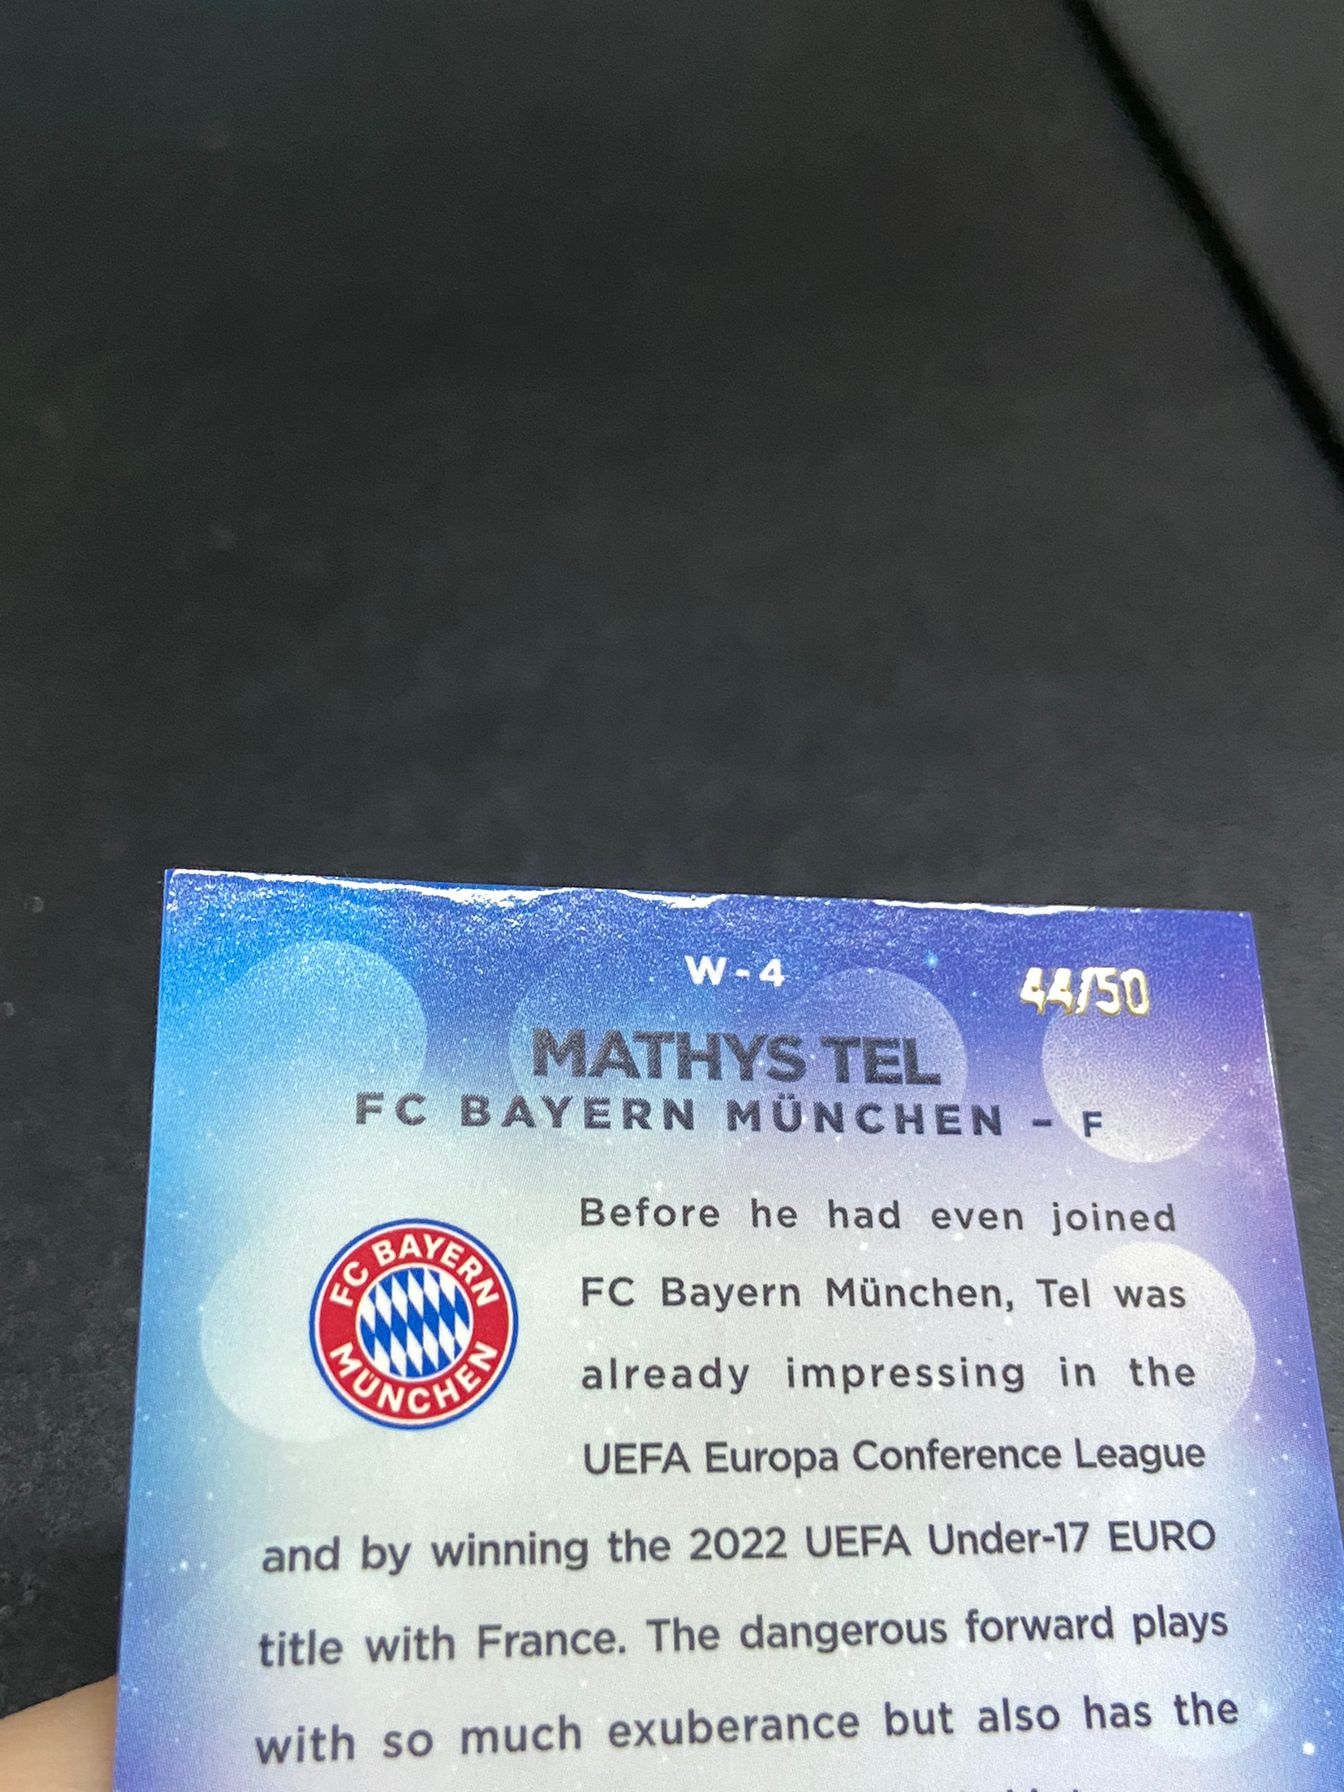 W-4
44/50
MATHYS TEL
FC BAYERN MÜNCHEN – F
FC BAYERN
MÜNCHEN
Before he had even joined
FC Bayern München, Tel was
already impressing in the
UEFA Europa Conference League
and by winning the 2022 UEFA Under-17 EURO
title with France. The dangerous forward plays
with so much exuberance but also has the